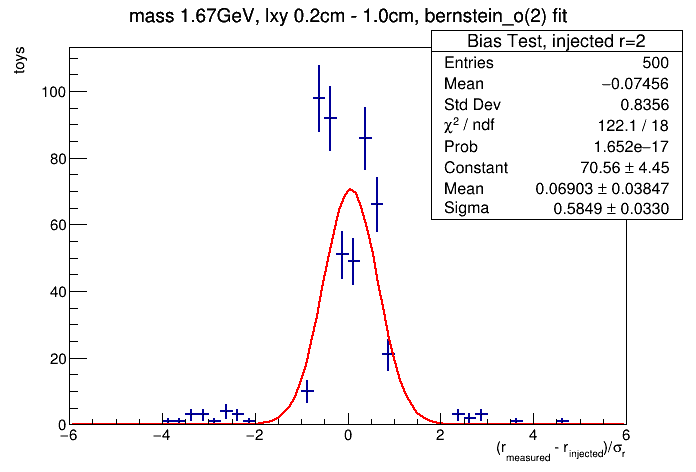 mass 1.67GeV, lxy 0.2cm - 1.0cm, bernstein_o(2) fit
Bias Test, injected r=2
Entries 500
Mean −0.07456
Std Dev 0.8356
χ² / ndf 122.1 / 18
Prob 1.652e−17
Constant 70.56 ± 4.45
Mean 0.06903 ± 0.03847
Sigma 0.5849 ± 0.0330
toys
100
80
60
40
20
0
−6 −4 −2 0 2 4 6
(r_measured - r_injected)/σ_r